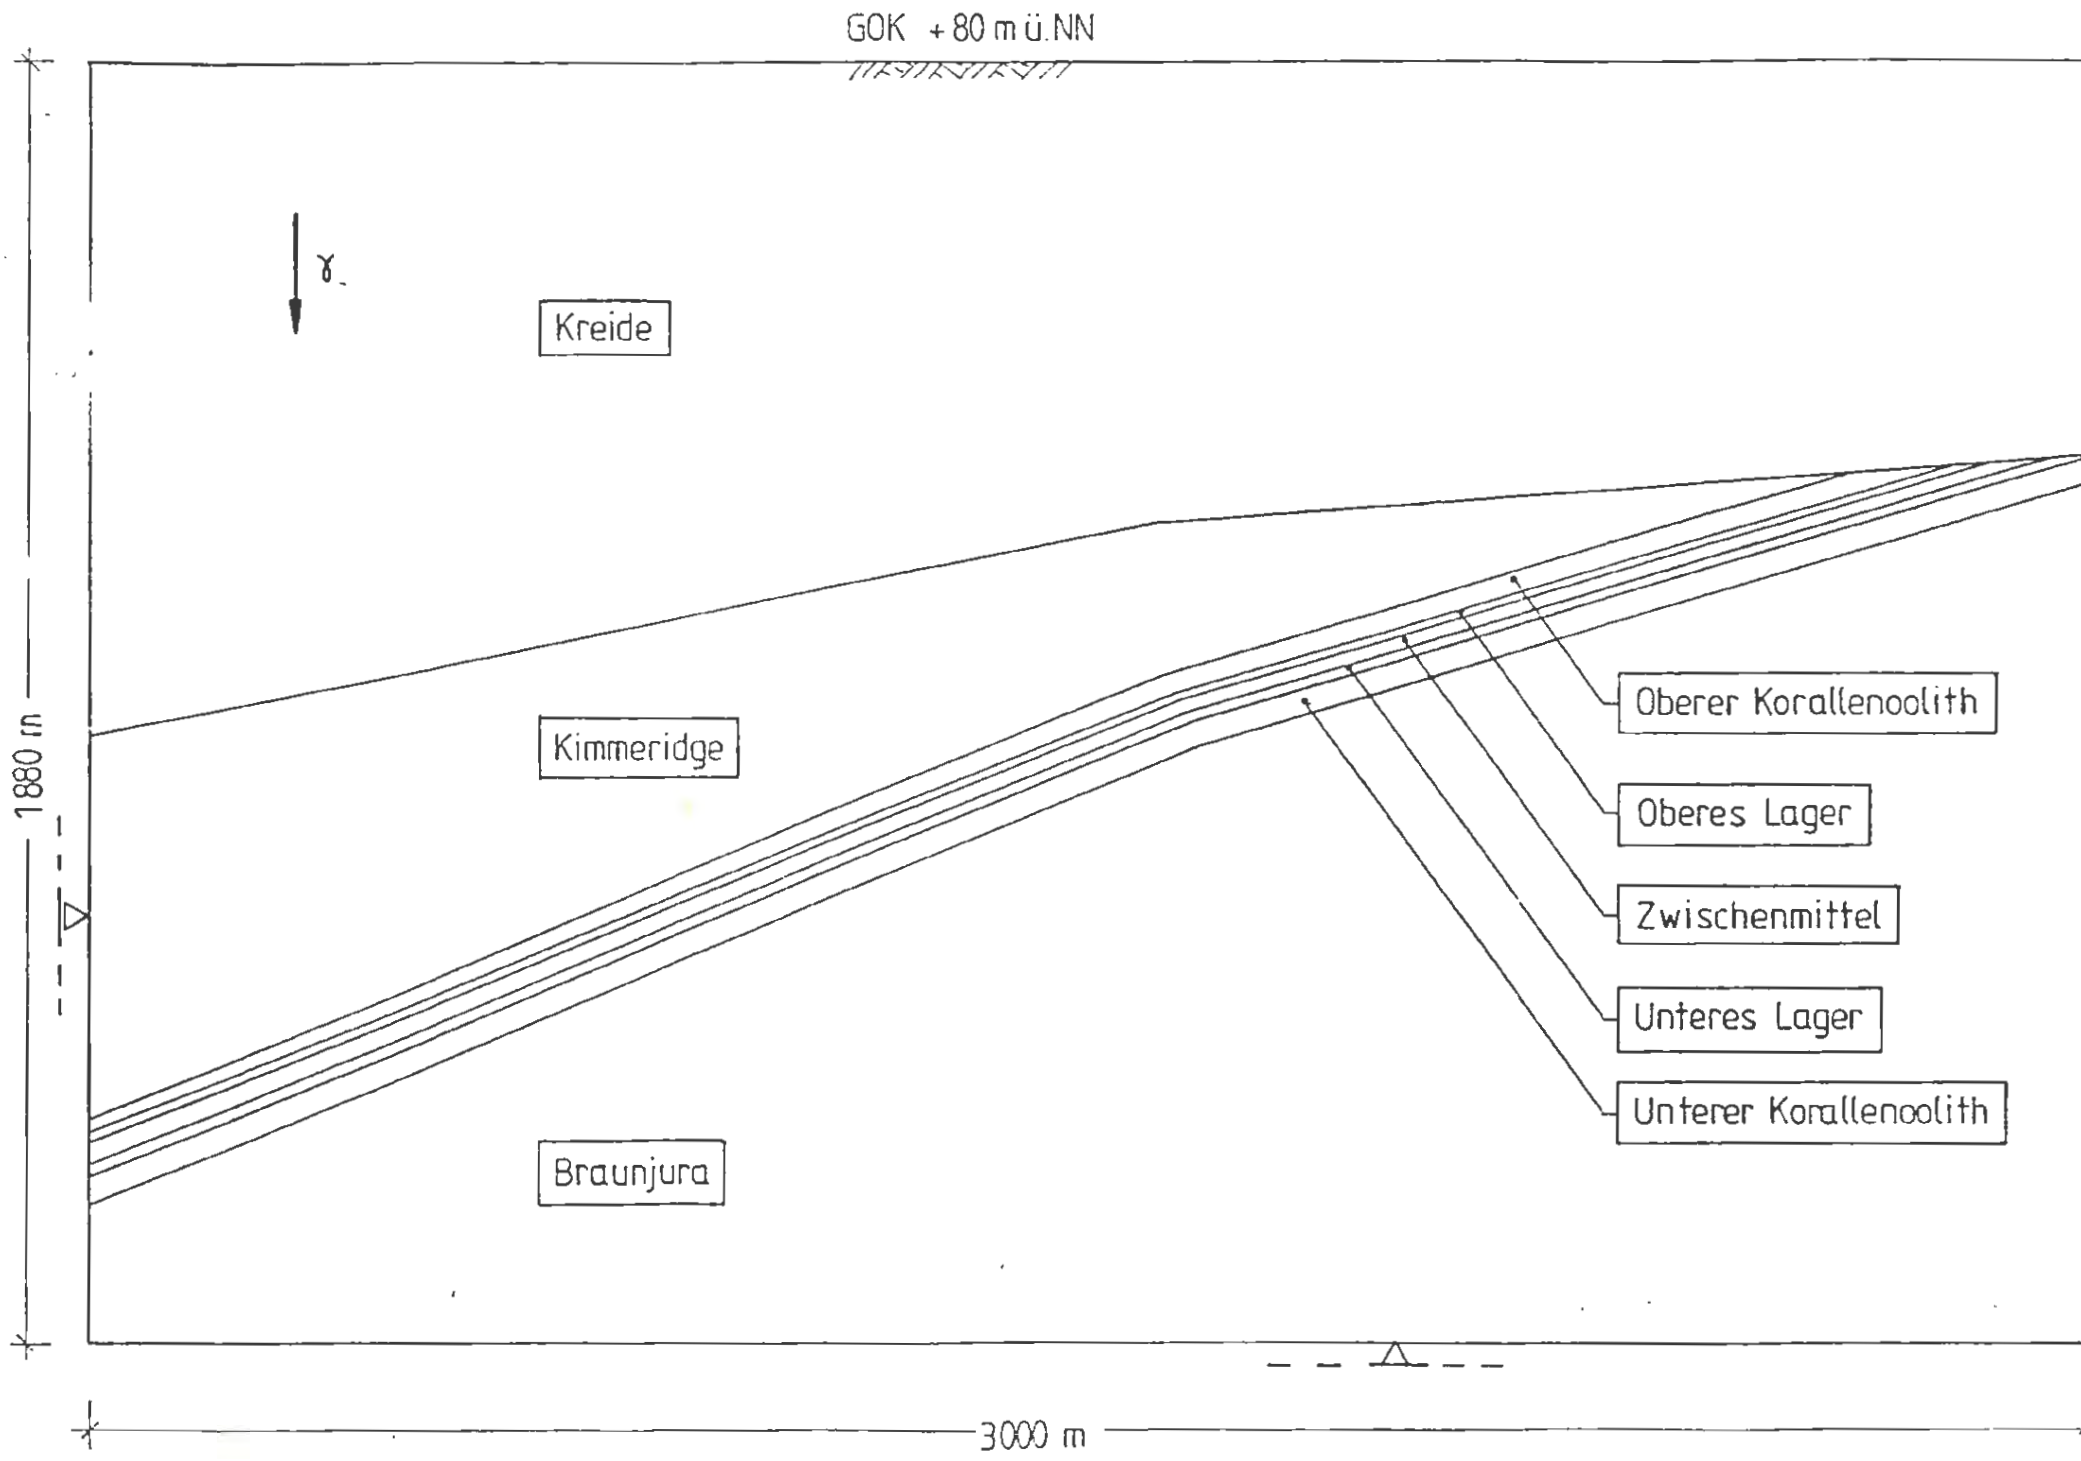 GOK +80 m ü.NN
γ
Kreide
1880 m
Kimmeridge
Oberer Korallenoolith
Oberes Lager
Zwischenmittel
Unteres Lager
Unterer Korallenoolith
Braunjura
3000 m